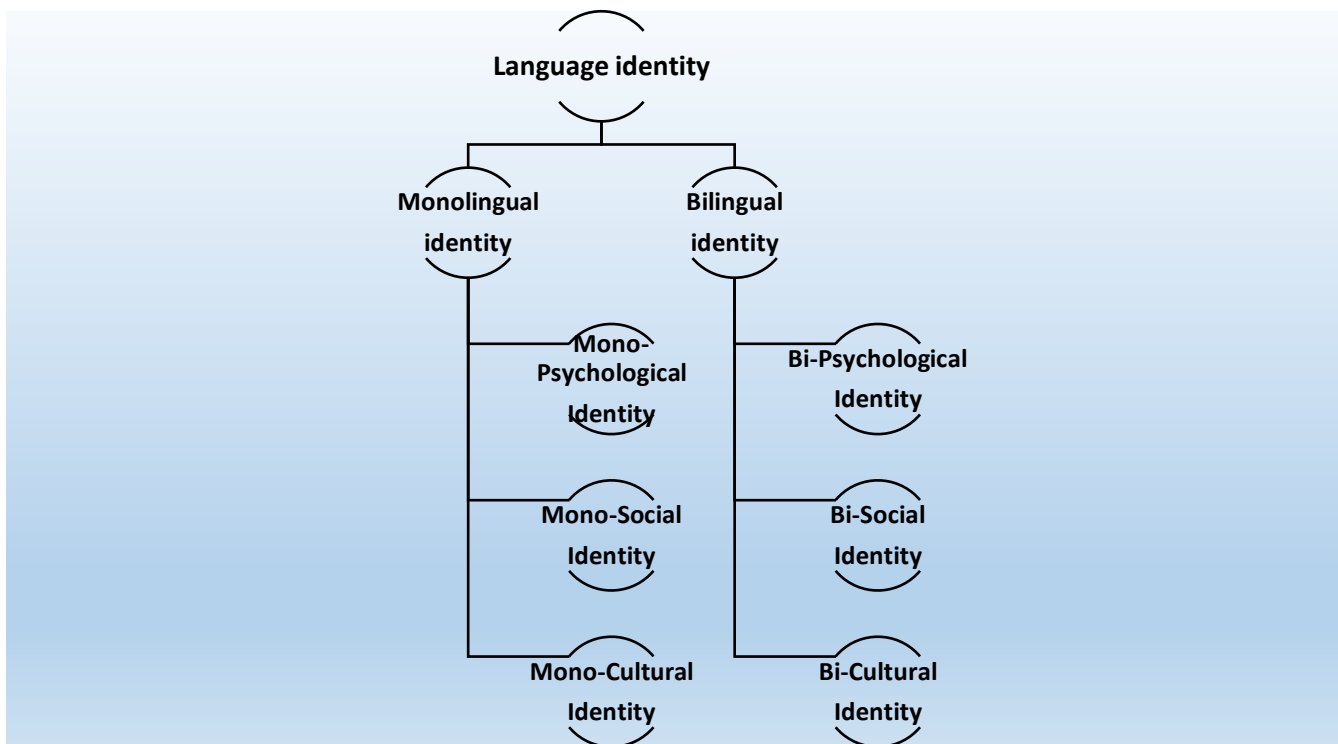 Language identity
Monolingual
identity
Bilingual
identity
Mono-
Psychological
Identity
Bi-Psychological
Identity
Mono-Social
Identity
Bi-Social
Identity
Mono-Cultural
Identity
Bi-Cultural
Identity